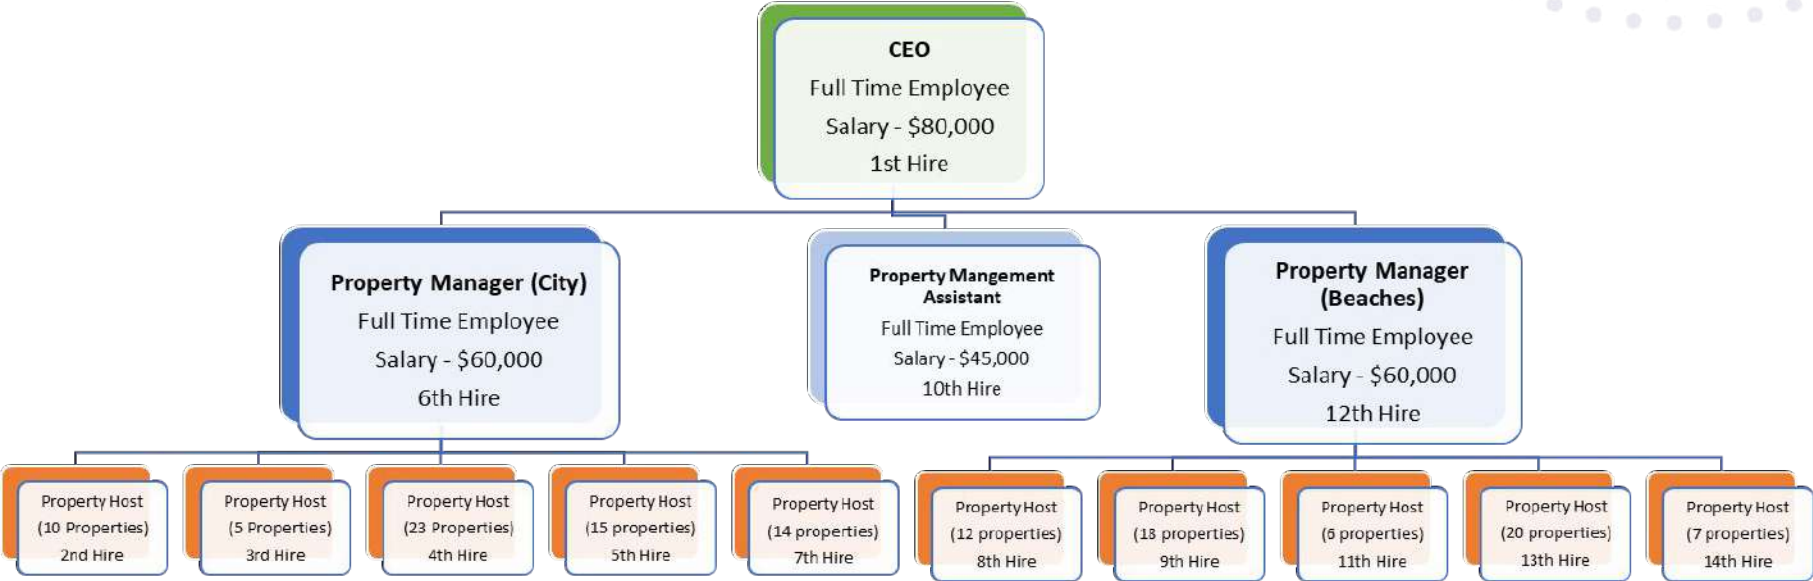 CEO
Full Time Employee
Salary - $80,000
1st Hire
Property Manager (City)
Full Time Employee
Salary - $60,000
6th Hire
Property Mangement
Assistant
Full Time Employee
Salary - $45,000
10th Hire
Property Manager
(Beaches)
Full Time Employee
Salary - $60,000
12th Hire
Property Host
(10 Properties)
2nd Hire
Property Host
(5 Properties)
3rd Hire
Property Host
(23 Properties)
4th Hire
Property Host
(15 properties)
5th Hire
Property Host
(14 properties)
7th Hire
Property Host
(12 properties)
8th Hire
Property Host
(18 properties)
9th Hire
Property Host
(6 properties)
11th Hire
Property Host
(20 properties)
13th Hire
Property Host
(7 properties)
14th Hire